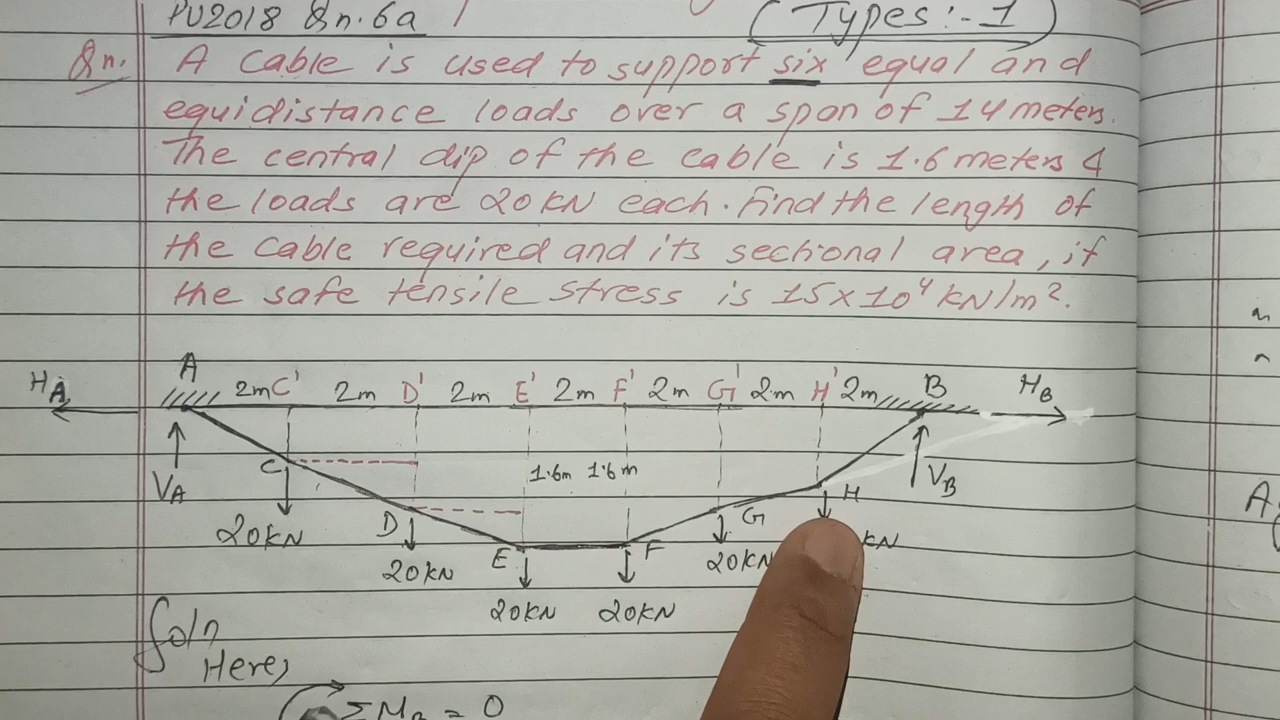 PU2018 Qn.6a
(Types:-1)
Qn. A cable is used to support six equal and
equidistance loads over a span of 14 meters.
The central dip of the cable is 1.6 meters &
the loads are 20 KN each. Find the length of
the cable required and its sectional area, if
the safe tensile stress is 15x10⁴ kN/m².
A
HA 2m C' 2m D' 2m E' 2m F' 2m G' 2m H' 2m B HB
C 1.6m 1.6m
VA H VB
D G
20KN E F KN
20KN 20KN
20KN 20KN
Soln
Here,
= 0